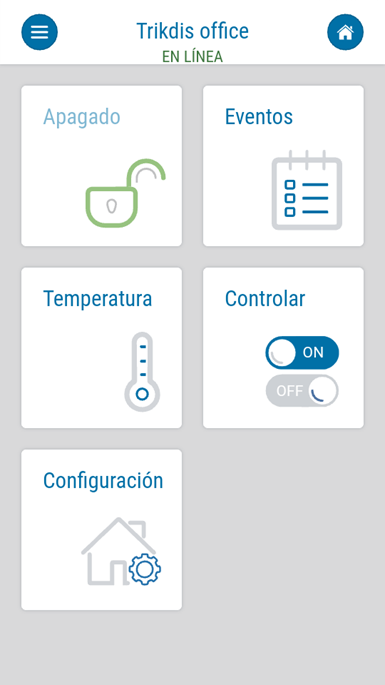 Trikdis office
EN LÍNEA
Apagado
Eventos
Temperatura
Controlar
ON
OFF
Configuración